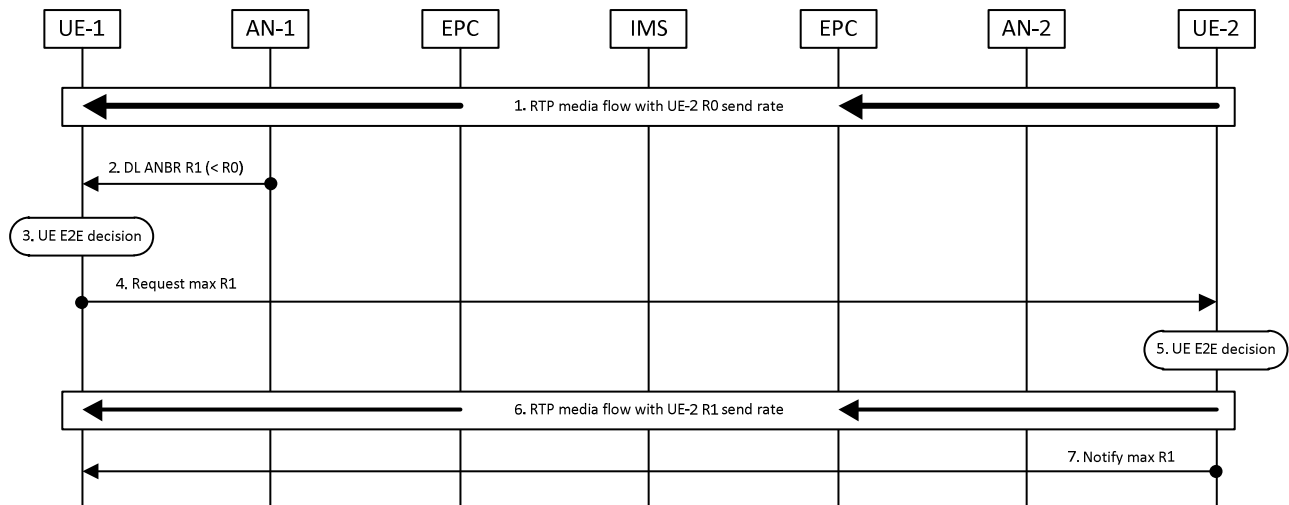 UE-1
AN-1
EPC
IMS
EPC
AN-2
UE-2
1. RTP media flow with UE-2 R0 send rate
2. DL ANBR R1 (< R0)
3. UE E2E decision
4. Request max R1
5. UE E2E decision
6. RTP media flow with UE-2 R1 send rate
7. Notify max R1